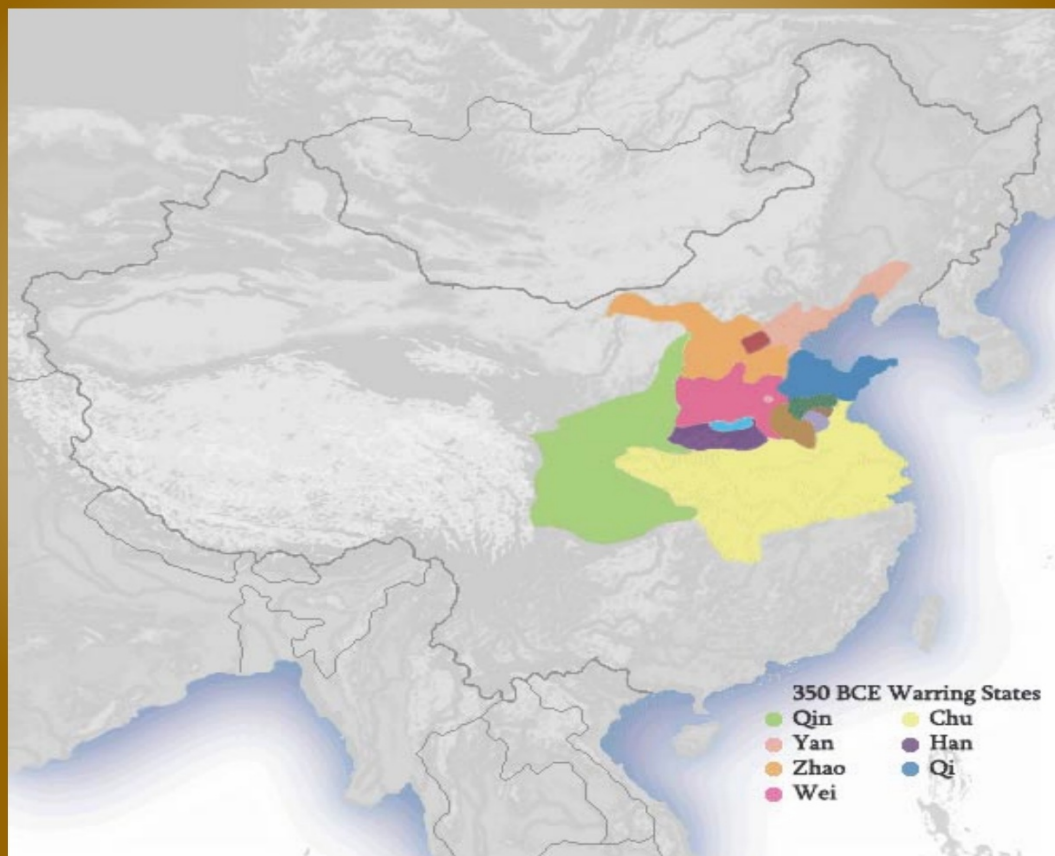 350 BCE Warring States
Qin
Yan
Zhao
Wei
Chu
Han
Qi